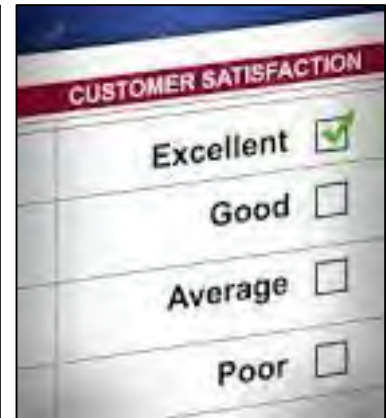 CUSTOMER SATISFACTION
Excellent
Good
Average
Poor